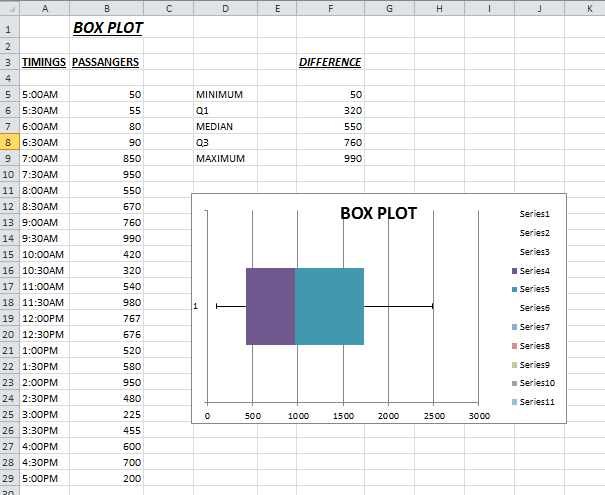 A B C D E F G H I J K
1 BOX PLOT
2
3 TIMINGS PASSANGERS DIFFERENCE
4
5 5:00AM 50 MINIMUM 50
6 5:30AM 55 Q1 320
7 6:00AM 80 MEDIAN 550
8 6:30AM 90 Q3 760
9 7:00AM 850 MAXIMUM 990
10 7:30AM 950
11 8:00AM 550
12 8:30AM 670
13 9:00AM 760
14 9:30AM 990
15 10:00AM 420
16 10:30AM 320
17 11:00AM 540
18 11:30AM 980
19 12:00PM 767
20 12:30PM 676
21 1:00PM 520
22 1:30PM 580
23 2:00PM 950
24 2:30PM 480
25 3:00PM 225
26 3:30PM 455
27 4:00PM 600
28 4:30PM 700
29 5:00PM 200
30
BOX PLOT
1
0 500 1000 1500 2000 2500 3000
Series1
Series2
Series3
Series4
Series5
Series6
Series7
Series8
Series9
Series10
Series11